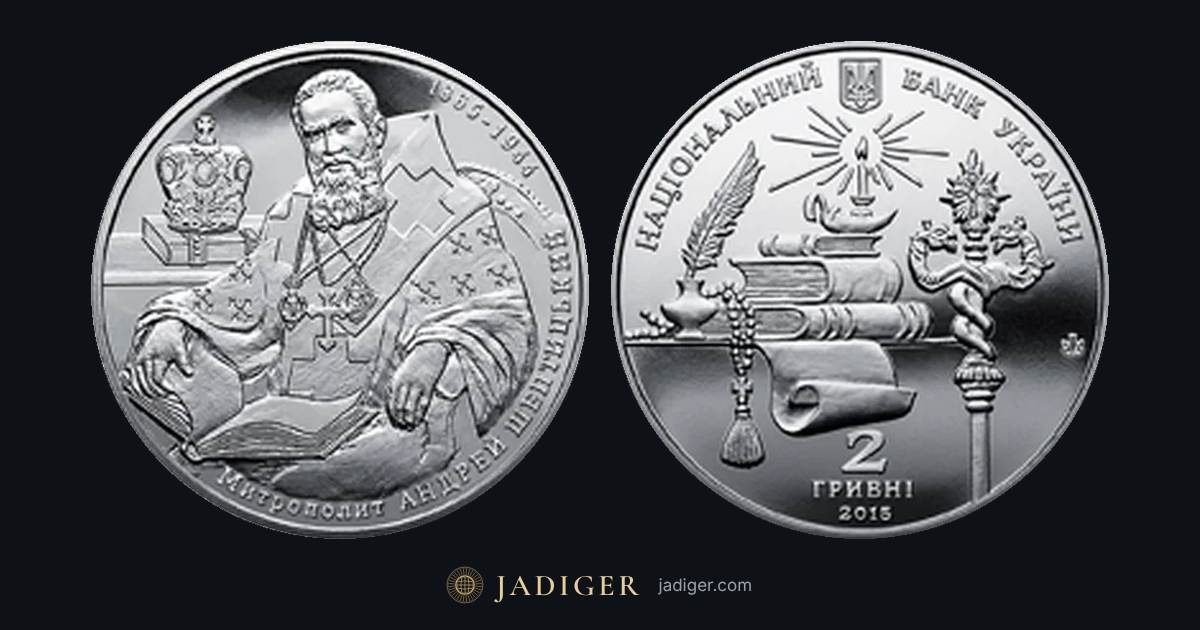 1865-1944
Митрополит АНДРЕЙ ШЕПТИЦЬКИЙ
НАЦІОНАЛЬНИЙ БАНК УКРАЇНИ
2
ГРИВНІ
2015
JADIGER jadiger.com